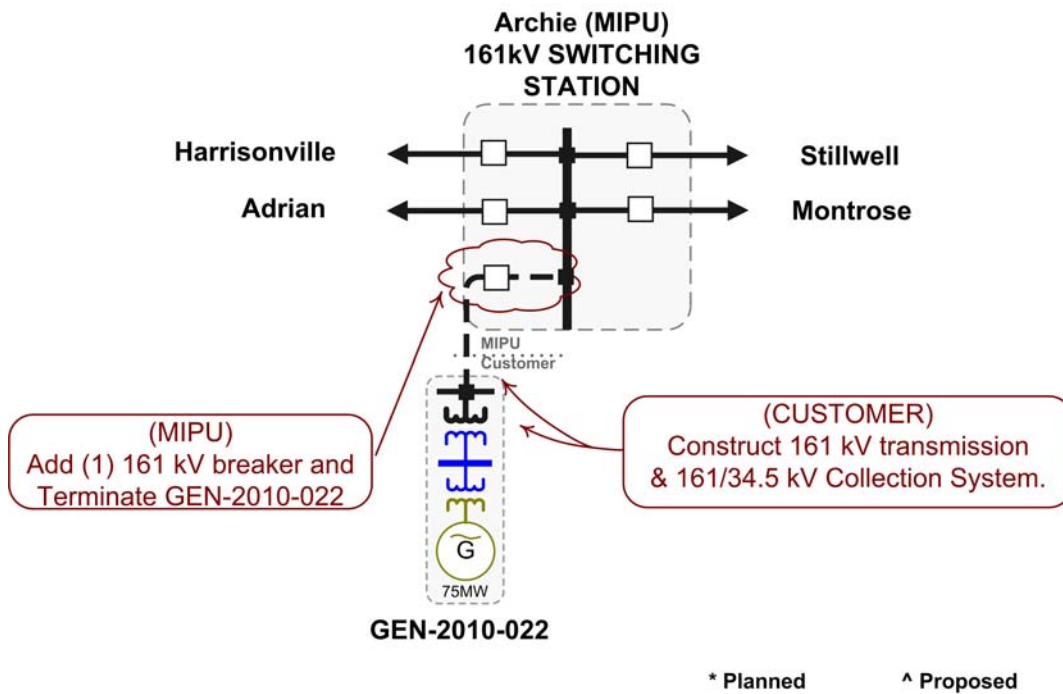 Archie (MIPU)
161kV SWITCHING
STATION
Harrisonville
Stillwell
Adrian
Montrose
MIPU
Customer
(MIPU)
Add (1) 161 kV breaker and
Terminate GEN-2010-022
(CUSTOMER)
Construct 161 kV transmission
& 161/34.5 kV Collection System.
G
75MW
GEN-2010-022
* Planned
^ Proposed